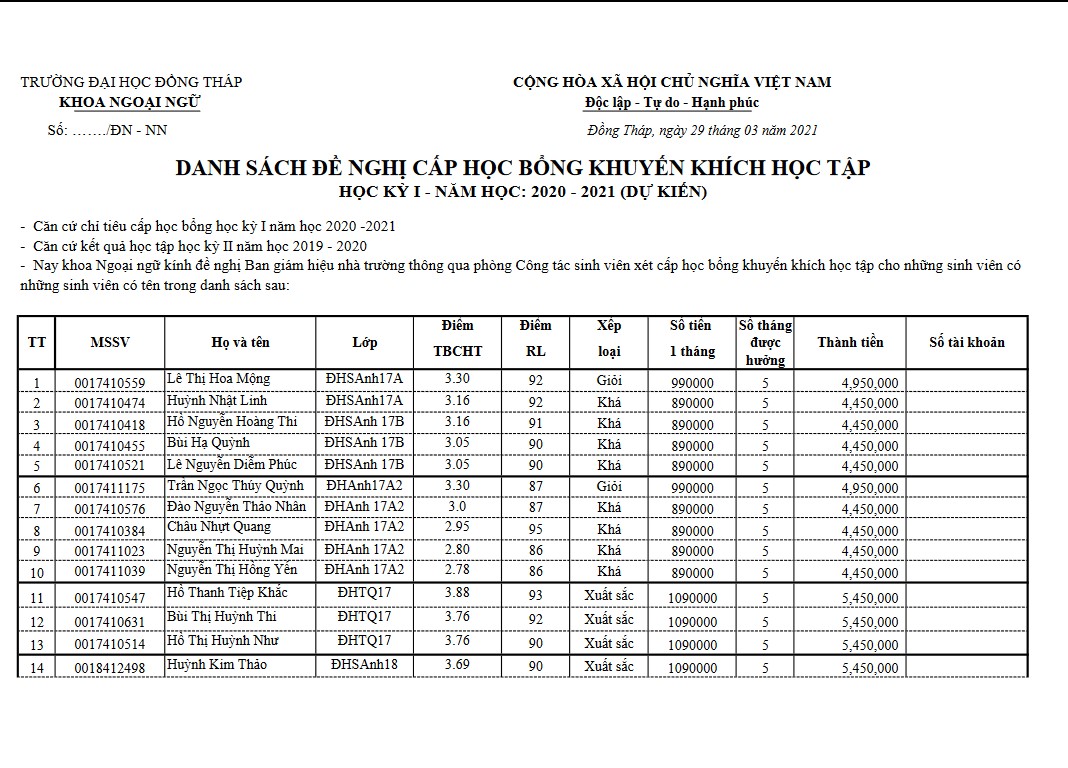 TRƯỜNG ĐẠI HỌC ĐỒNG THÁP
CỘNG HÒA XÃ HỘI CHỦ NGHĨA VIỆT NAM
KHOA NGOẠI NGỮ
Độc lập - Tự do - Hạnh phúc
Số: ……./ĐN - NN
Đồng Tháp, ngày 29 tháng 03 năm 2021
DANH SÁCH ĐỀ NGHỊ CẤP HỌC BỔNG KHUYẾN KHÍCH HỌC TẬP
HỌC KỲ I - NĂM HỌC: 2020 - 2021 (DỰ KIẾN)
- Căn cứ chỉ tiêu cấp học bổng học kỳ I năm học 2020 -2021
- Căn cứ kết quả học tập học kỳ II năm học 2019 - 2020
- Nay khoa Ngoại ngữ kính đề nghị Ban giám hiệu nhà trường thông qua phòng Công tác sinh viên xét cấp học bổng khuyến khích học tập cho những sinh viên có
những sinh viên có tên trong danh sách sau:
TT MSSV Họ và tên Lớp Điểm TBCHT Điểm RL Xếp loại Số tiền 1 tháng Số tháng được hưởng Thành tiền Số tài khoản
1 0017410559 Lê Thị Hoa Mộng ĐHSAnh17A 3.30 92 Giỏi 990000 5 4,950,000
2 0017410474 Huỳnh Nhật Linh ĐHSAnh17A 3.16 92 Khá 890000 5 4,450,000
3 0017410418 Hồ Nguyễn Hoàng Thi ĐHSAnh 17B 3.16 91 Khá 890000 5 4,450,000
4 0017410455 Bùi Hạ Quỳnh ĐHSAnh 17B 3.05 90 Khá 890000 5 4,450,000
5 0017410521 Lê Nguyễn Diễm Phúc ĐHSAnh 17B 3.05 90 Khá 890000 5 4,450,000
6 0017411175 Trần Ngọc Thúy Quỳnh ĐHAnh17A2 3.30 87 Giỏi 990000 5 4,950,000
7 0017410576 Đào Nguyễn Thảo Nhân ĐHAnh 17A2 3.0 87 Khá 890000 5 4,450,000
8 0017410384 Châu Nhựt Quang ĐHAnh 17A2 2.95 95 Khá 890000 5 4,450,000
9 0017411023 Nguyễn Thị Huỳnh Mai ĐHAnh 17A2 2.80 86 Khá 890000 5 4,450,000
10 0017411039 Nguyễn Thị Hồng Yến ĐHAnh 17A2 2.78 86 Khá 890000 5 4,450,000
11 0017410547 Hồ Thanh Tiệp Khắc ĐHTQ17 3.88 93 Xuất sắc 1090000 5 5,450,000
12 0017410631 Bùi Thị Huỳnh Thi ĐHTQ17 3.76 92 Xuất sắc 1090000 5 5,450,000
13 0017410514 Hồ Thị Huỳnh Như ĐHTQ17 3.76 90 Xuất sắc 1090000 5 5,450,000
14 0018412498 Huỳnh Kim Thảo ĐHSAnh18 3.69 90 Xuất sắc 1090000 5 5,450,000